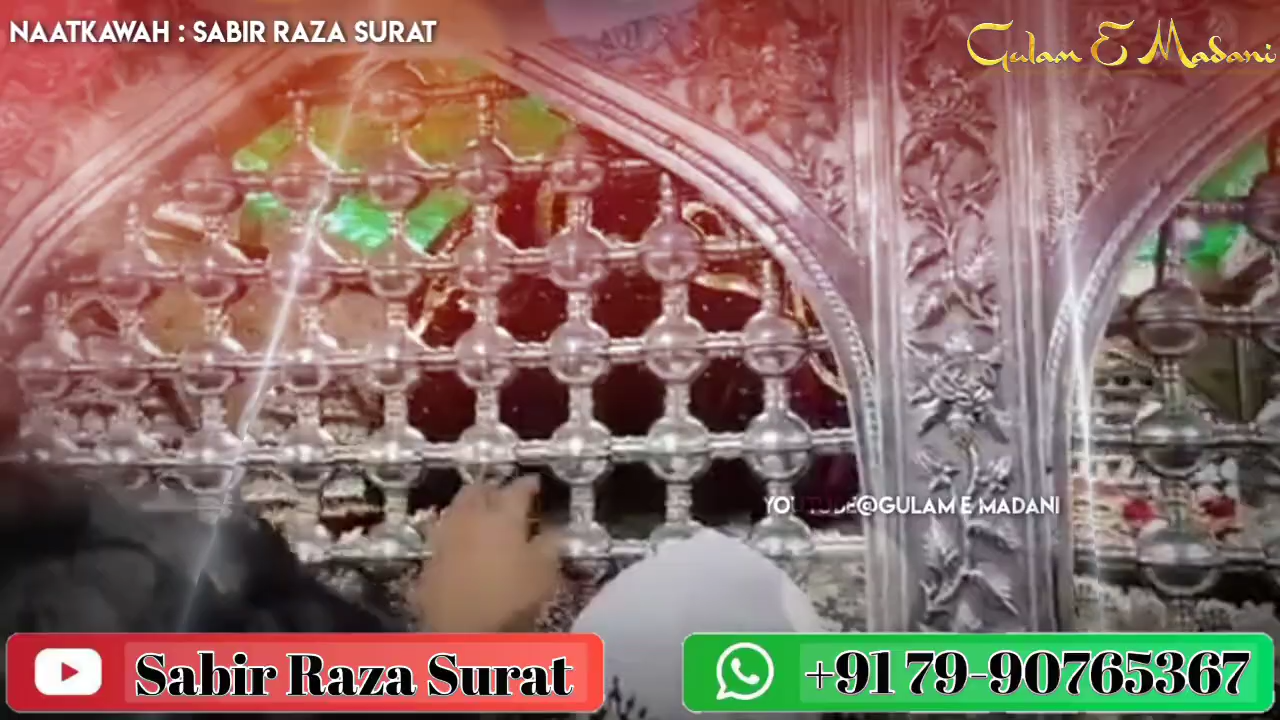 NAATKAWAH : SABIR RAZA SURAT
Gulam E Madani
YOUTUBE@GULAM E MADANI
Sabir Raza Surat
+91 79-90765367